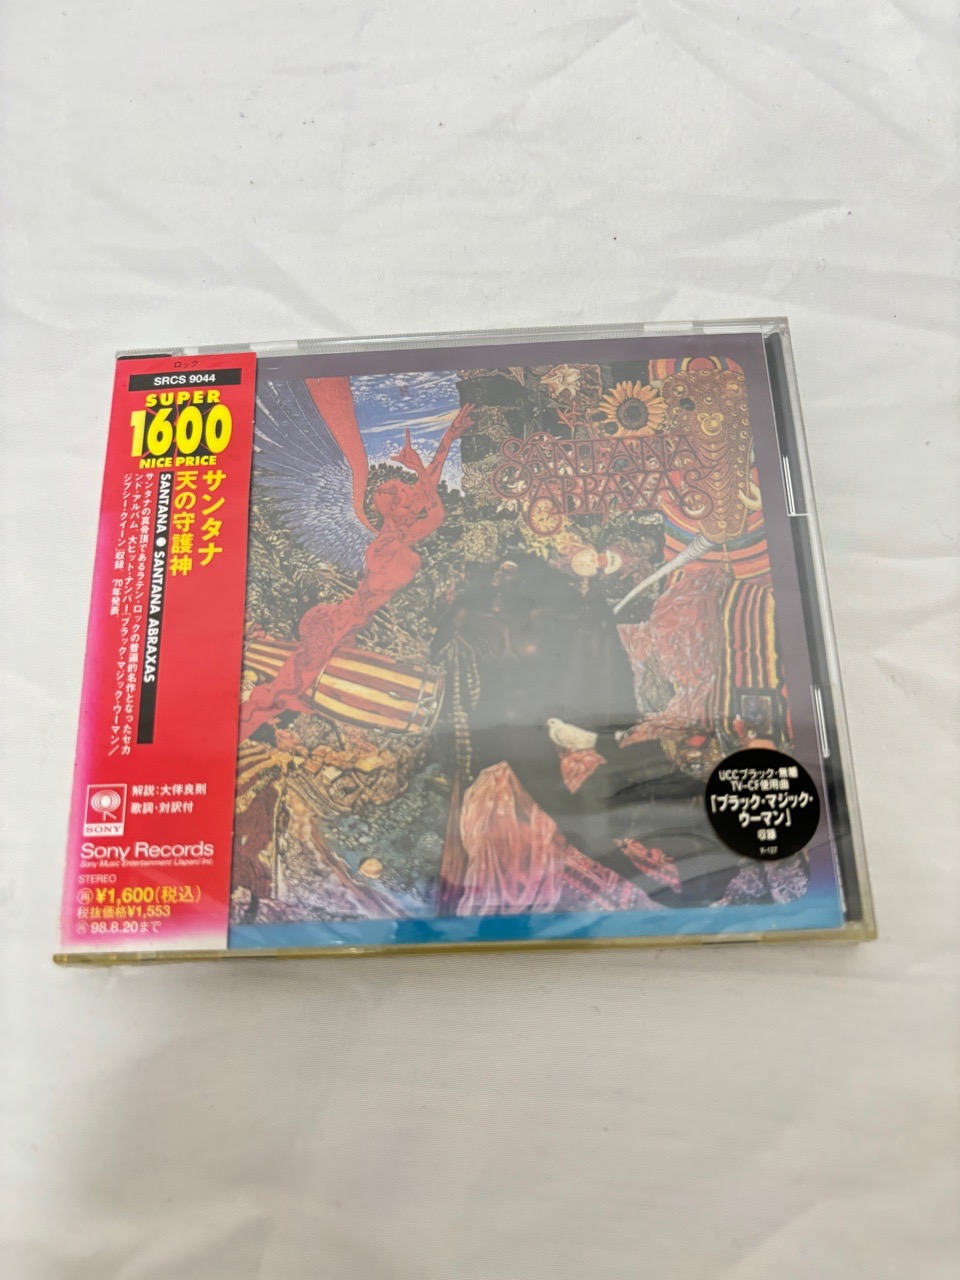 ロック
SRCS 9044
SUPER
1600
NICE PRICE
サンタナ
天の守護神
SANTANA ● SANTANA ABRAXAS
サンタナの真骨頂であるラテン・ロックの普遍的名作となったセカ
ンド・アルバム。大ヒット・ナンバー「ブラック・マジック・ウーマン/
ジプシー・クイーン」収録。'70年発表。
解説:大伴良則
歌詞・対訳付
SONY
Sony Records
Sony Music Entertainment (Japan) Inc.
STEREO
再 ¥1,600(税込)
税抜価格¥1,553
再 98.8.20まで
SANTANA
ABRAXAS
UCCブラック・無糖
TV-CF使用曲
「ブラック・マジック・
ウーマン」
収録
Y-127